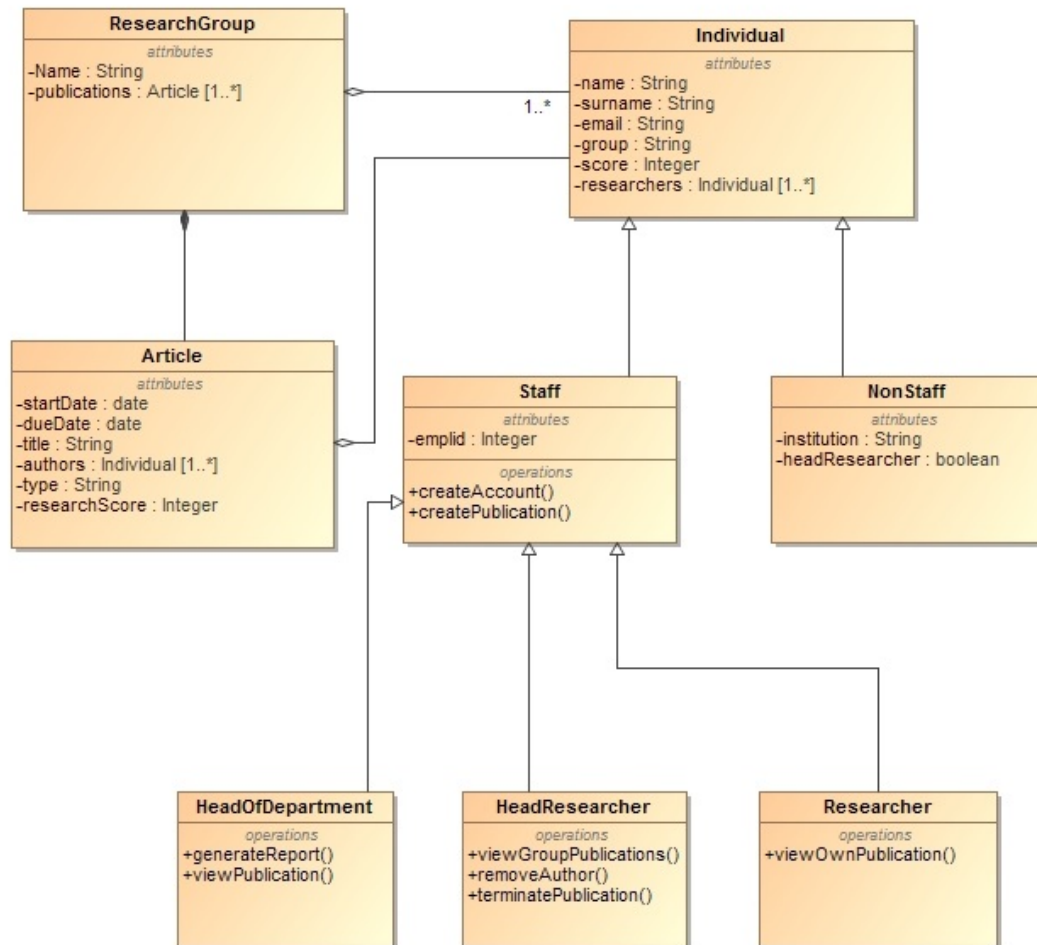 ResearchGroup
attributes
-Name : String
-publications : Article [1..*]
1..*
Individual
attributes
-name : String
-surname : String
-email : String
-group : String
-score : Integer
-researchers : Individual [1..*]
Article
attributes
-startDate : date
-dueDate : date
-title : String
-authors : Individual [1..*]
-type : String
-researchScore : Integer
Staff
attributes
-emplid : Integer
operations
+createAccount()
+createPublication()
NonStaff
attributes
-institution : String
-headResearcher : boolean
HeadOfDepartment
operations
+generateReport()
+viewPublication()
HeadResearcher
operations
+viewGroupPublications()
+removeAuthor()
+terminatePublication()
Researcher
operations
+viewOwnPublication()